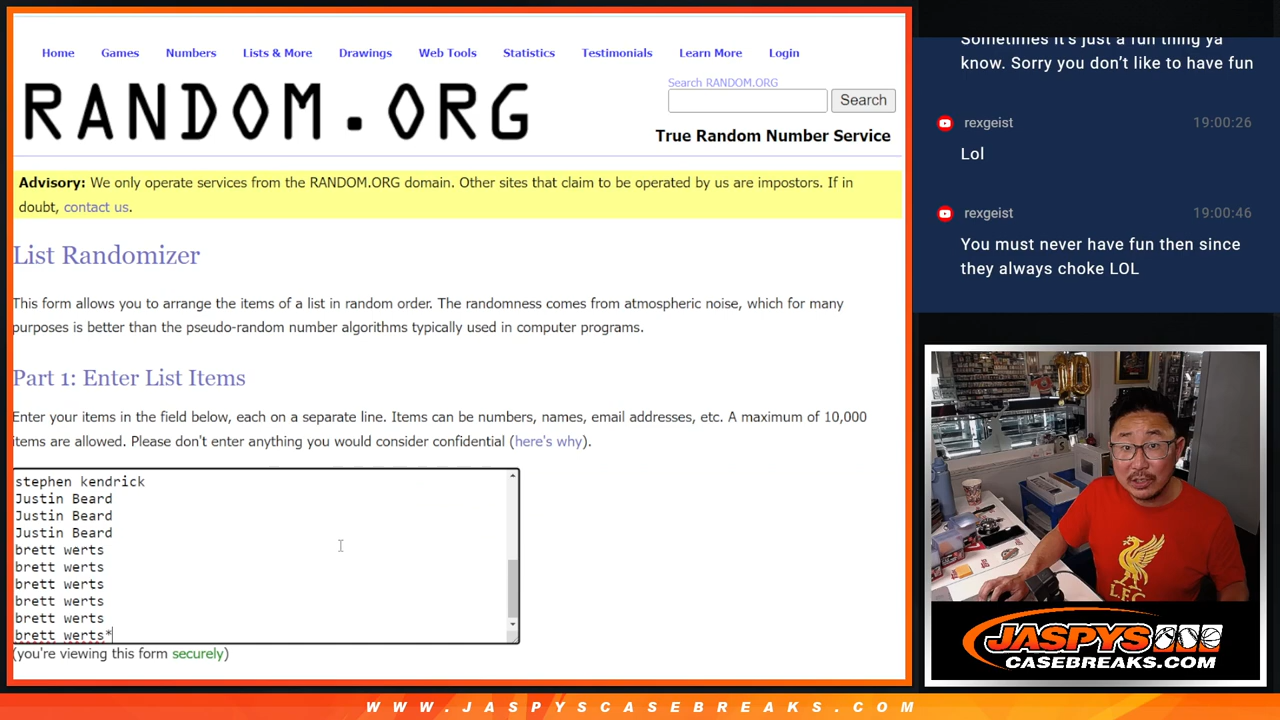 Home Games Numbers Lists & More Drawings Web Tools Statistics Testimonials Learn More Login
RANDOM.ORG
Search RANDOM.ORG
Search
True Random Number Service
Advisory: We only operate services from the RANDOM.ORG domain. Other sites that claim to be operated by us are impostors. If in
doubt, contact us.
List Randomizer
This form allows you to arrange the items of a list in random order. The randomness comes from atmospheric noise, which for many
purposes is better than the pseudo-random number algorithms typically used in computer programs.
Part 1: Enter List Items
Enter your items in the field below, each on a separate line. Items can be numbers, names, email addresses, etc. A maximum of 10,000
items are allowed. Please don't enter anything you would consider confidential (here's why).
stephen kendrick
Justin Beard
Justin Beard
Justin Beard
brett werts
brett werts
brett werts
brett werts
brett werts
brett werts*
(you're viewing this form securely)
Sometimes it's just a fun thing ya
know. Sorry you don't like to have fun
rexgeist 19:00:26
Lol
rexgeist 19:00:46
You must never have fun then since
they always choke LOL
10
L.F.C.
JASPYS
CASEBREAKS.COM
WWW.JASPYSCASEBREAKS.COM